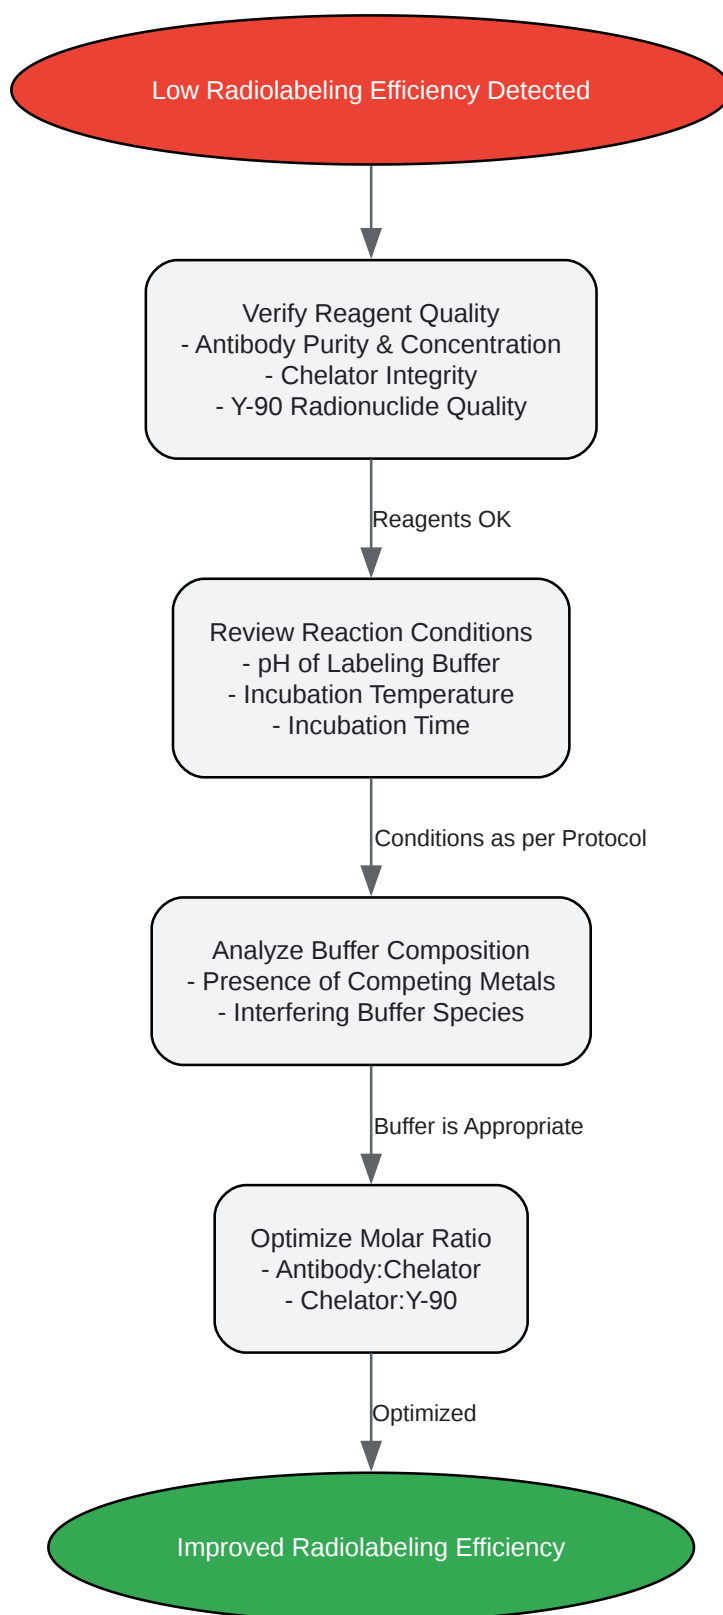 Low Radiolabeling Efficiency Detected
Verify Reagent Quality
- Antibody Purity & Concentration
- Chelator Integrity
- Y-90 Radionuclide Quality
Reagents OK
Review Reaction Conditions
- pH of Labeling Buffer
- Incubation Temperature
- Incubation Time
Conditions as per Protocol
Analyze Buffer Composition
- Presence of Competing Metals
- Interfering Buffer Species
Buffer is Appropriate
Optimize Molar Ratio
- Antibody:Chelator
- Chelator:Y-90
Optimized
Improved Radiolabeling Efficiency